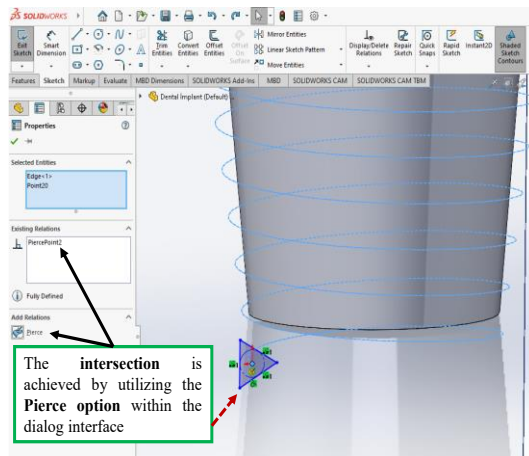 SOLIDWORKS
Exit Sketch
Smart Dimension
Trim Entities
Convert Entities
Offset Entities
Offset On Surface
Mirror Entities
Linear Sketch Pattern
Move Entities
Display/Delete Relations
Repair Sketch
Quick Snaps
Rapid Sketch
Instant2D
Shaded Sketch Contours
Features Sketch Markup Evaluate MBD Dimensions SOLIDWORKS Add-Ins MBD SOLIDWORKS CAM SOLIDWORKS CAM TBM
Dental Implant (Default)
Properties
Selected Entities
Edge<1>
Point20
Existing Relations
PiercePoint2
Fully Defined
Add Relations
Pierce
The intersection is
achieved by utilizing the
Pierce option within the
dialog interface